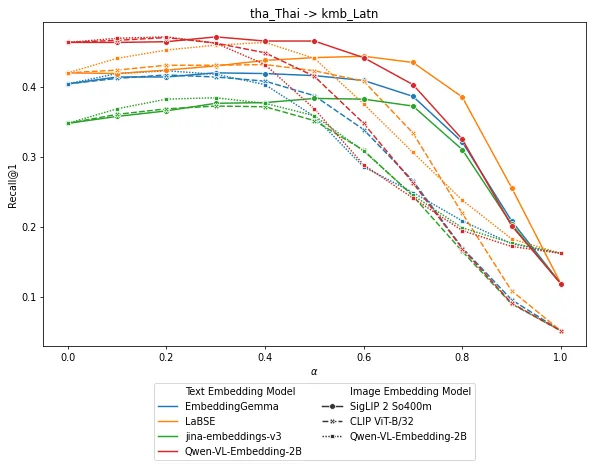 tha_Thai -> kmb_Latn
Recall@1
0.4
0.3
0.2
0.1
0.0 0.2 0.4 0.6 0.8 1.0
α
Text Embedding Model Image Embedding Model
EmbeddingGemma SigLIP 2 So400m
LaBSE CLIP ViT-B/32
jina-embeddings-v3 Qwen-VL-Embedding-2B
Qwen-VL-Embedding-2B